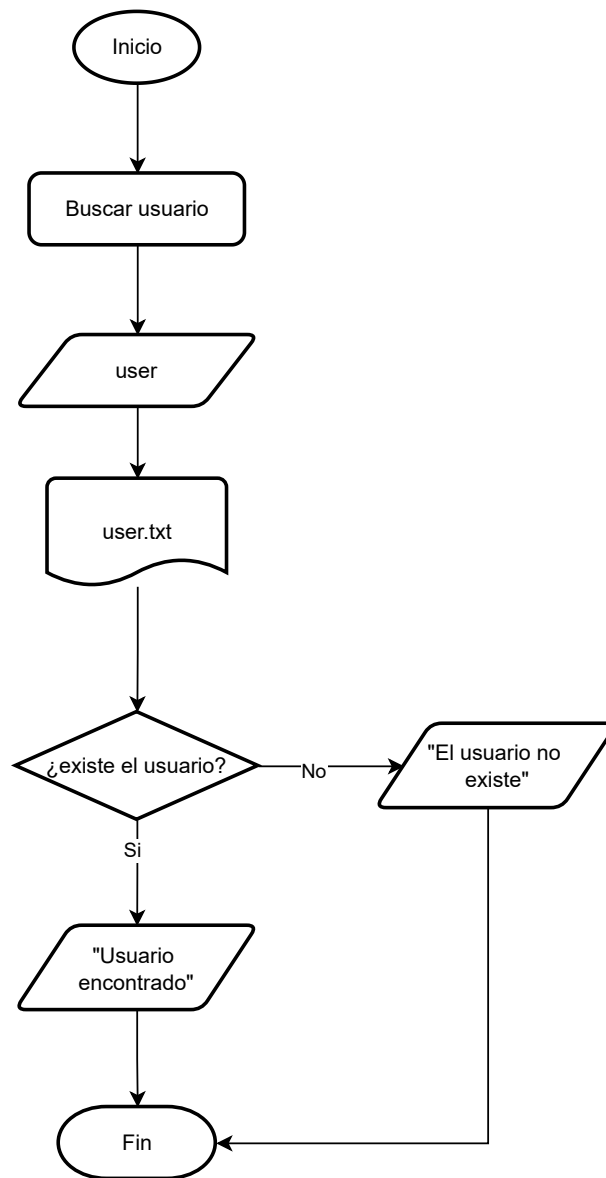 Inicio
Buscar usuario
user
user.txt
¿existe el usuario?
No
"El usuario no
existe"
Si
"Usuario
encontrado"
Fin